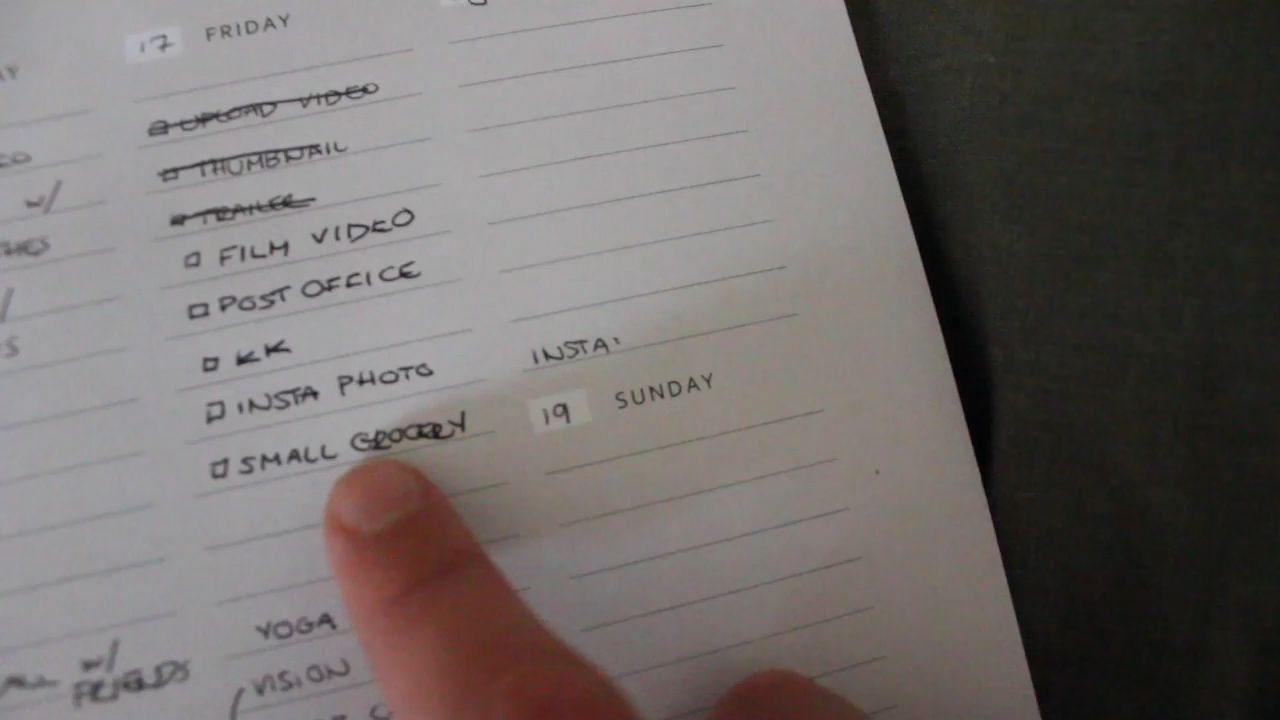 17 FRIDAY
UPLOAD VIDEO
THUMBNAIL
TRAILER
FILM VIDEO
POST OFFICE
KK
INSTA PHOTO
SMALL GROCERY
YOGA
VISION
INSTA:
19 SUNDAY
w/
w/
FRIENDS